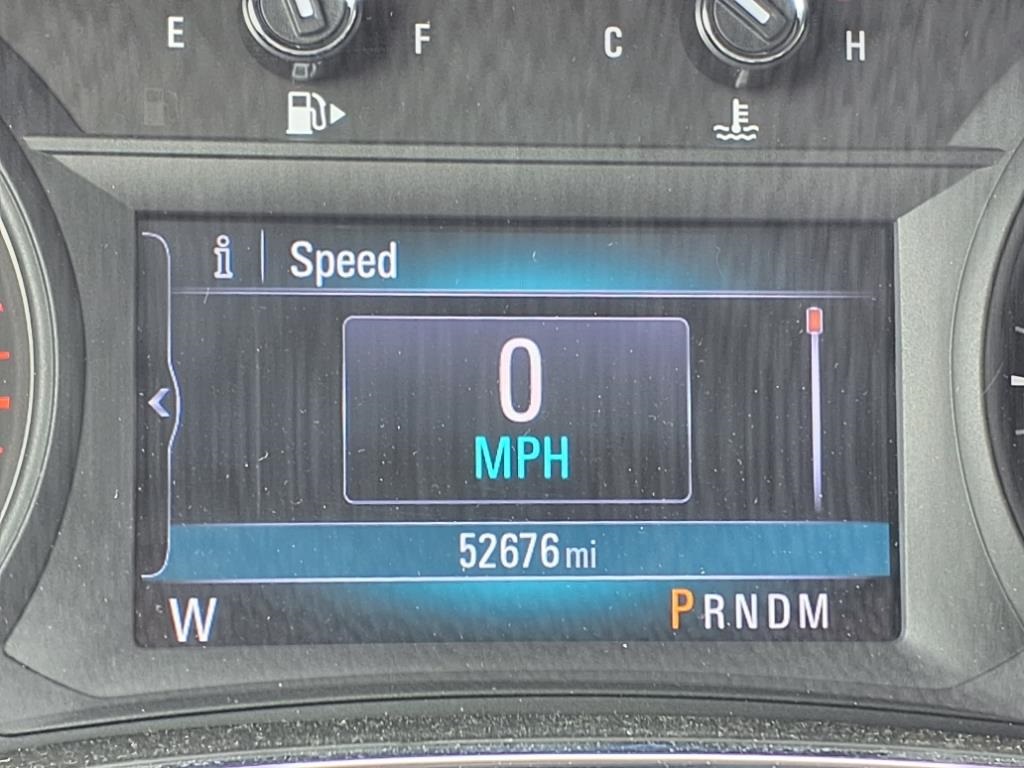 E F C H
i Speed
0
MPH
52676 mi
W PRNDM